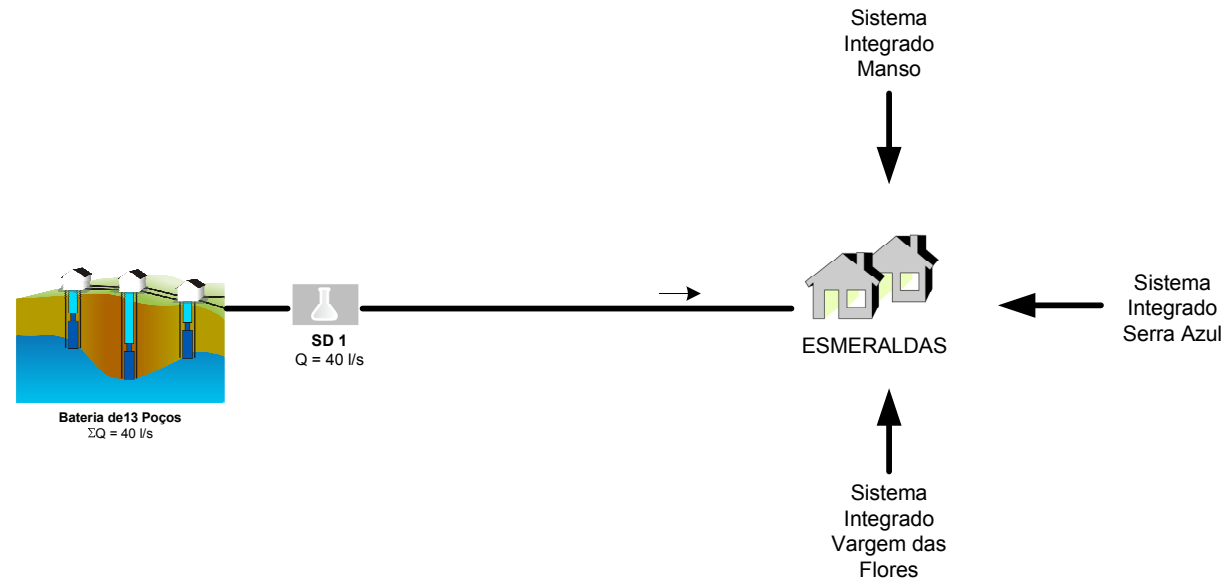 Sistema
Integrado
Manso
SD 1
Q = 40 l/s
ESMERALDAS
Sistema
Integrado
Serra Azul
Bateria de13 Poços
ΣQ = 40 l/s
Sistema
Integrado
Vargem das
Flores